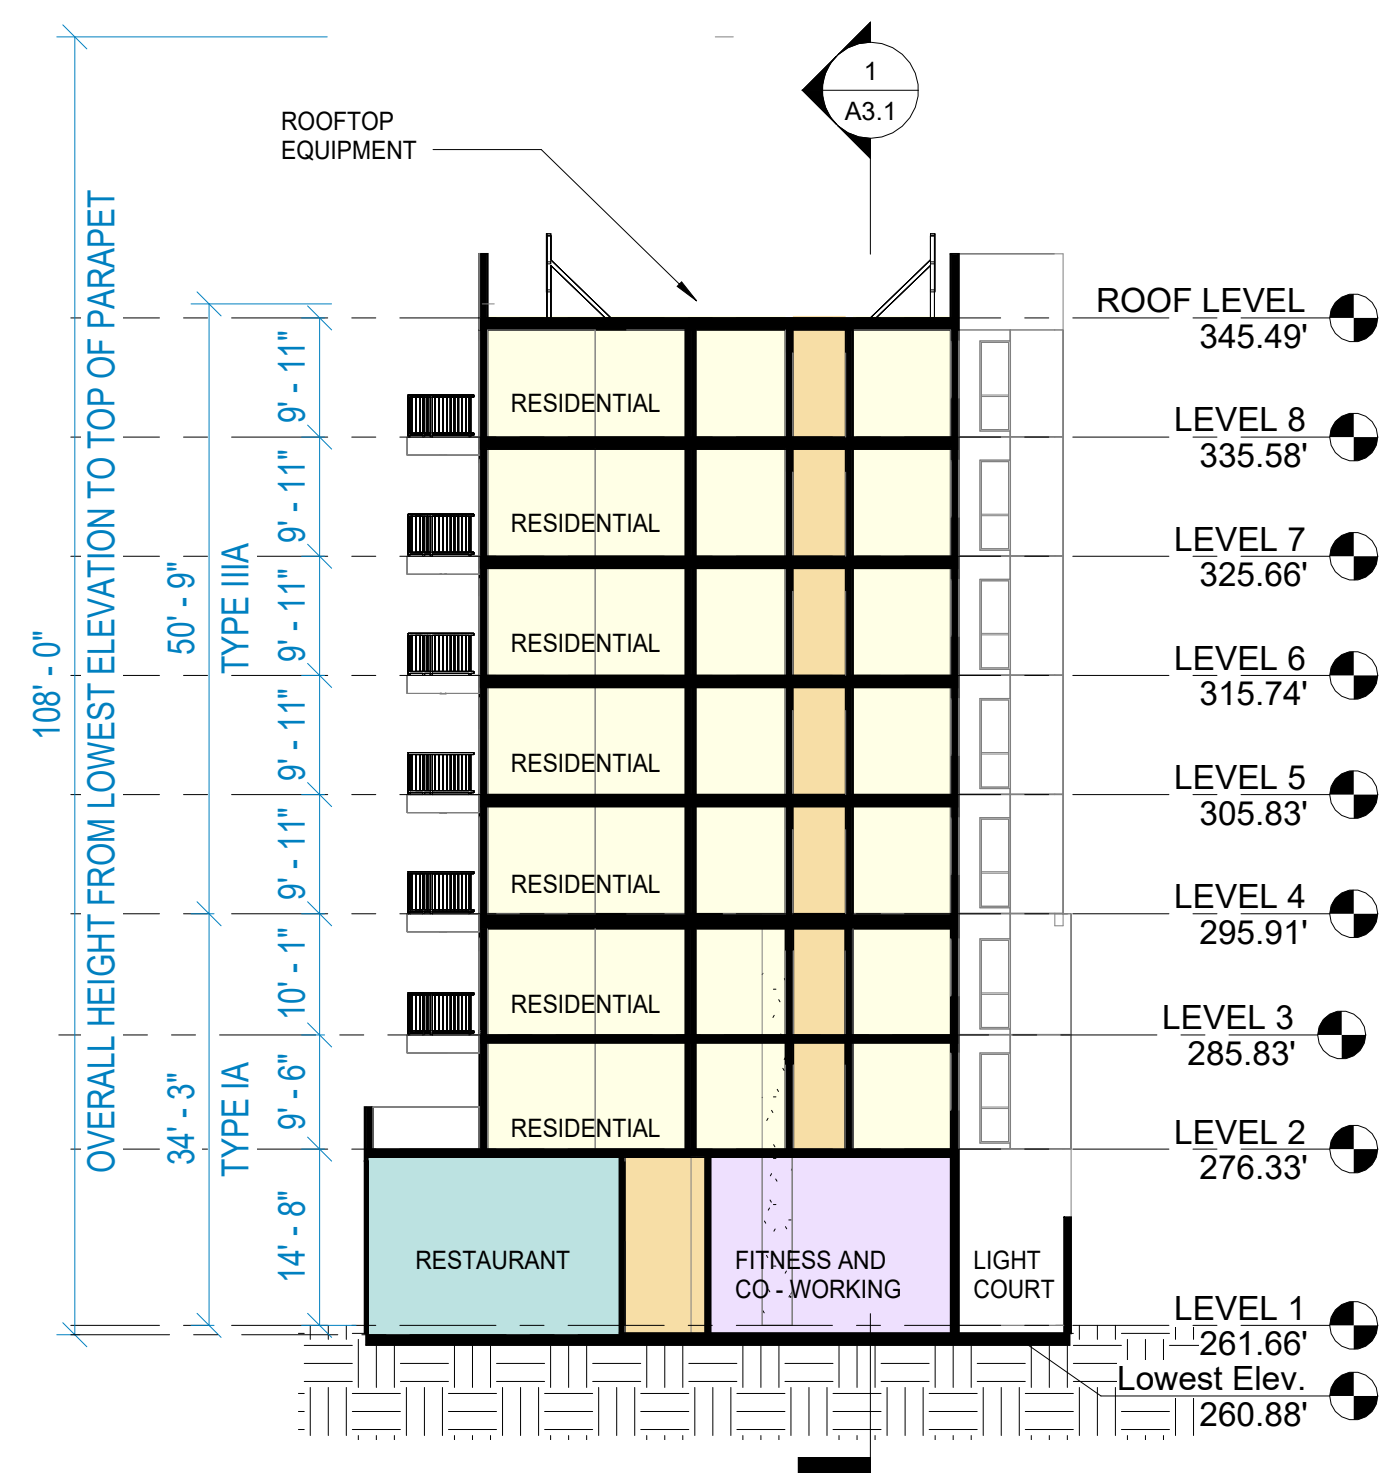 1
A3.1
ROOFTOP
EQUIPMENT
108' - 0"
OVERALL HEIGHT FROM LOWEST ELEVATION TO TOP OF PARAPET
50' - 9"
TYPE IIIA
34' - 3"
TYPE IA
9' - 11"
9' - 11"
9' - 11"
9' - 11"
9' - 11"
10' - 1"
9' - 6"
14' - 8"
RESIDENTIAL
RESIDENTIAL
RESIDENTIAL
RESIDENTIAL
RESIDENTIAL
RESIDENTIAL
RESIDENTIAL
RESTAURANT
FITNESS AND
CO - WORKING
LIGHT
COURT
ROOF LEVEL
345.49'
LEVEL 8
335.58'
LEVEL 7
325.66'
LEVEL 6
315.74'
LEVEL 5
305.83'
LEVEL 4
295.91'
LEVEL 3
285.83'
LEVEL 2
276.33'
LEVEL 1
261.66'
Lowest Elev.
260.88'